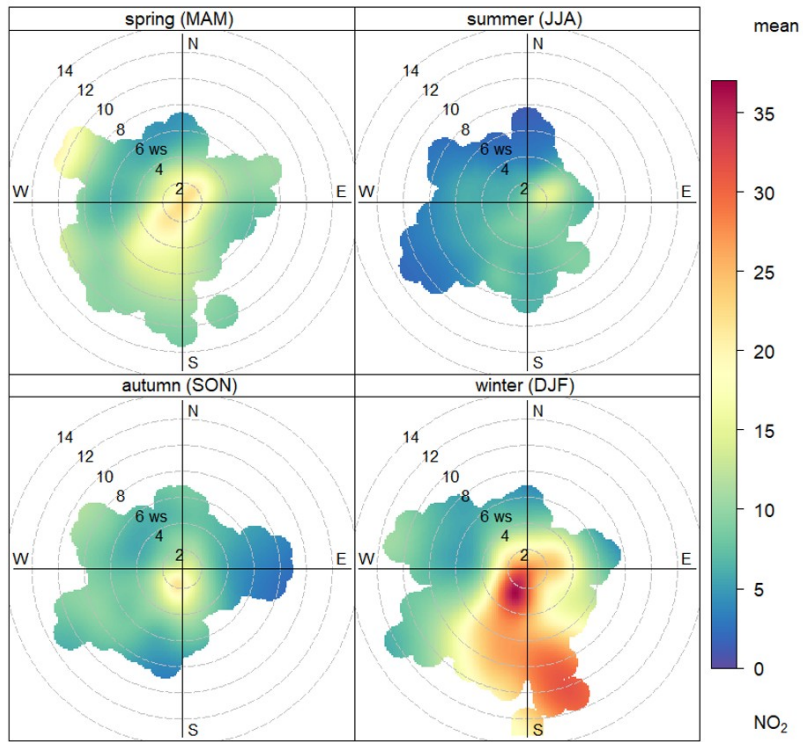 spring (MAM)
summer (JJA)
mean
N
14
12
10
8
6 ws
4
2
W
E
S
N
14
12
10
8
6 ws
4
2
W
E
S
autumn (SON)
winter (DJF)
N
14
12
10
8
6 ws
4
2
W
E
S
N
14
12
10
8
6 ws
4
2
W
E
S
35
30
25
20
15
10
5
0
NO₂